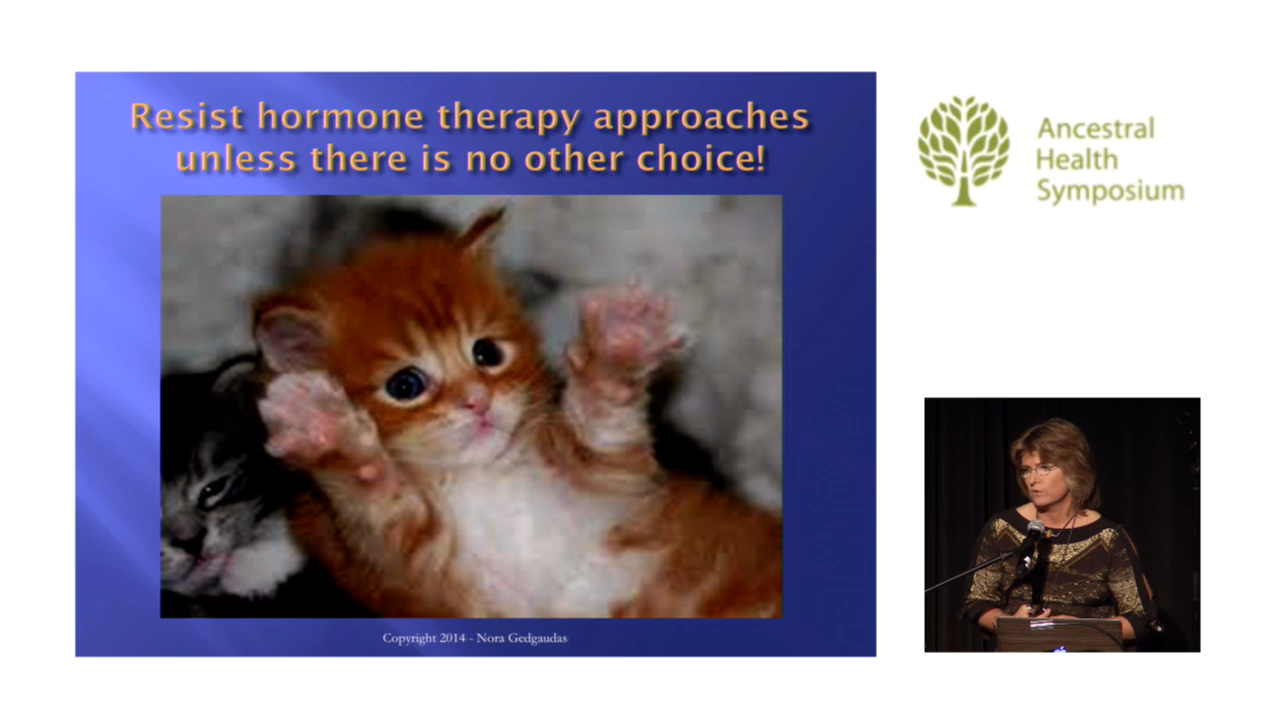 Resist hormone therapy approaches
unless there is no other choice!
Copyright 2014 - Nora Gedgaudas
Ancestral
Health
Symposium